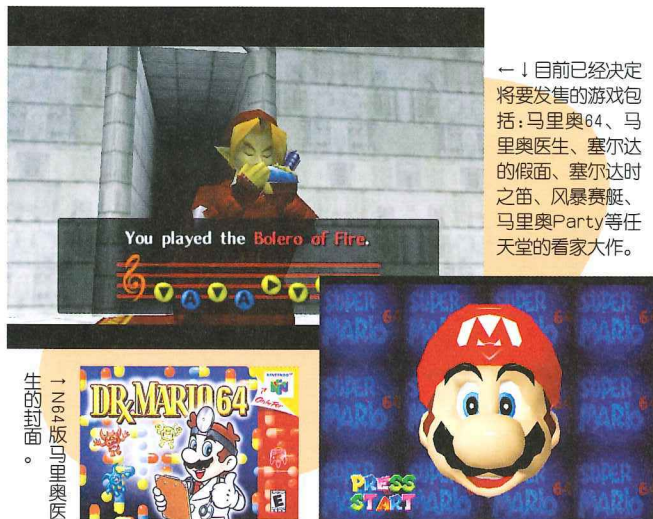 ←↓目前已经决定
将要发售的游戏包
括:马里奥64、马
里奥医生、塞尔达
的假面、塞尔达时
之笛、风暴赛艇、
马里奥Party等任
天堂的看家大作。
You played the Bolero of Fire.
A A
↑N64版马里奥医
生的封面。
DR.MARIO 64
NINTENDO
Only For
E
SUPER
MARIO
PRESS
START